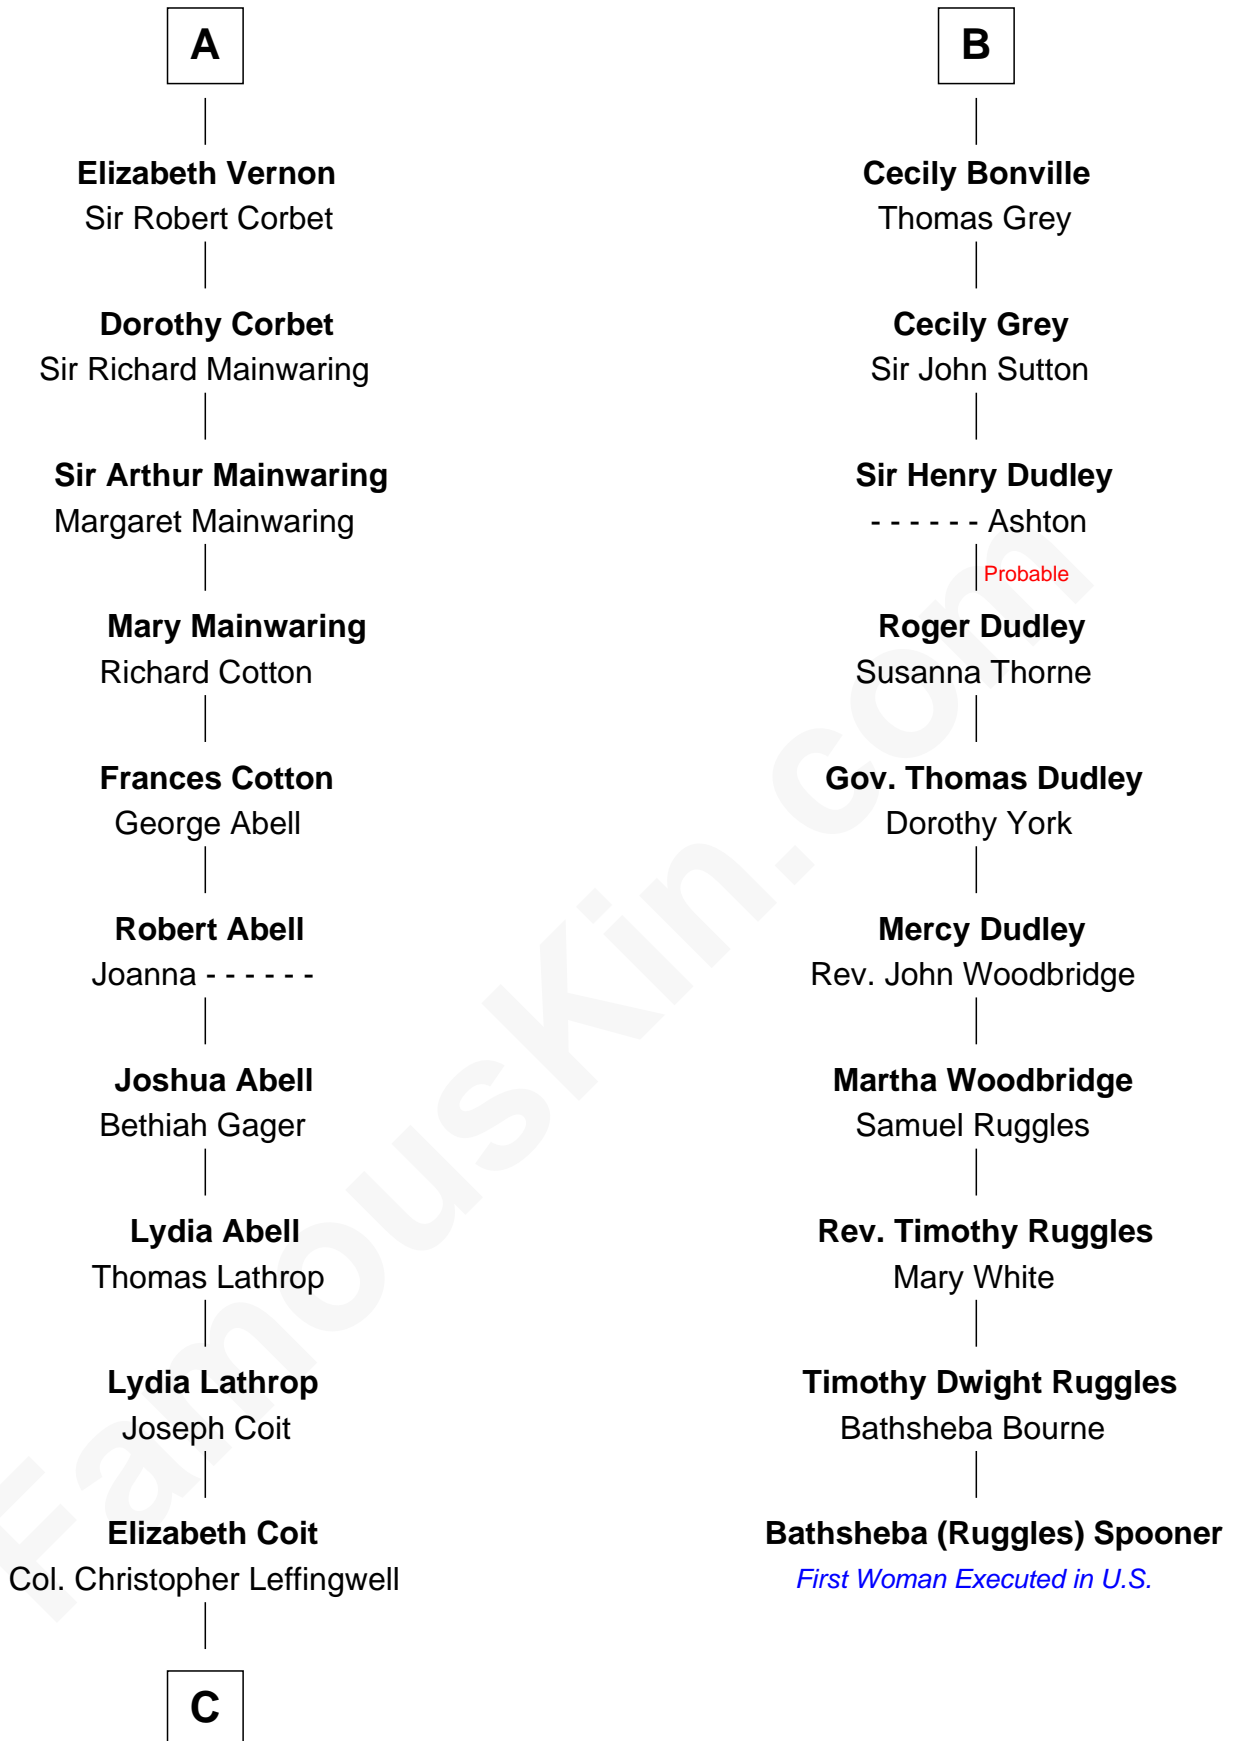 A
Elizabeth Vernon
Sir Robert Corbet
Dorothy Corbet
Sir Richard Mainwaring
Sir Arthur Mainwaring
Margaret Mainwaring
Mary Mainwaring
Richard Cotton
Frances Cotton
George Abell
Robert Abell
Joanna - - - - - -
Joshua Abell
Bethiah Gager
Lydia Abell
Thomas Lathrop
Lydia Lathrop
Joseph Coit
Elizabeth Coit
Col. Christopher Leffingwell
C
B
Cecily Bonville
Thomas Grey
Cecily Grey
Sir John Sutton
Sir Henry Dudley
- - - - - - Ashton
Probable
Roger Dudley
Susanna Thorne
Gov. Thomas Dudley
Dorothy York
Mercy Dudley
Rev. John Woodbridge
Martha Woodbridge
Samuel Ruggles
Rev. Timothy Ruggles
Mary White
Timothy Dwight Ruggles
Bathsheba Bourne
Bathsheba (Ruggles) Spooner
First Woman Executed in U.S.
FamousKin.com